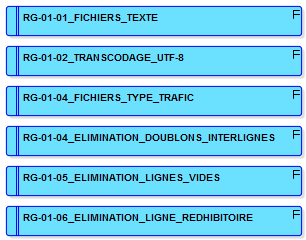 RG-01-01_FICHIERS_TEXTE F
RG-01-02_TRANSCODAGE_UTF-8 F
RG-01-04_FICHIERS_TYPE_TRAFIC F
RG-01-04_ELIMINATION_DOUBLONS_INTERLIGNES F
RG-01-05_ELIMINATION_LIGNES_VIDES F
RG-01-06_ELIMINATION_LIGNE_REDHIBITOIRE F